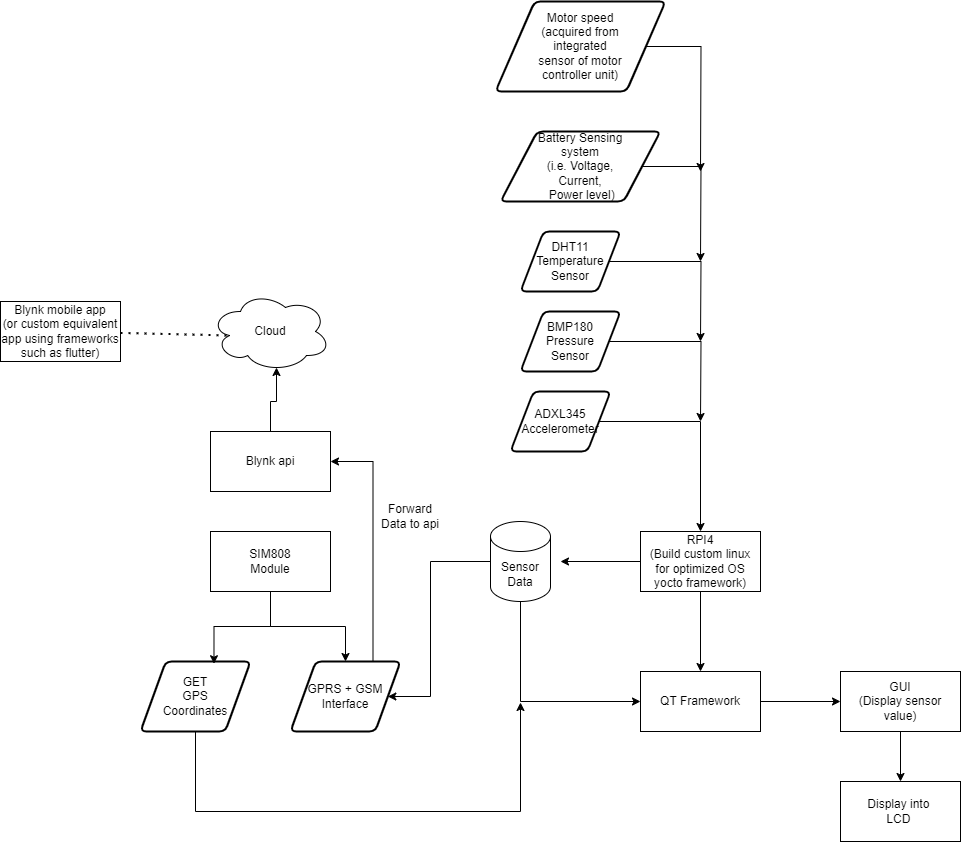 Motor speed
(acquired from
integrated
sensor of motor
controller unit)
Battery Sensing
system
(i.e. Voltage,
Current,
Power level)
DHT11
Temperature
Sensor
Blynk mobile app
(or custom equivalent
app using frameworks
such as flutter)
Cloud
BMP180
Pressure
Sensor
ADXL345
Accelerometer
Blynk api
Forward
Data to api
SIM808
Module
Sensor
Data
RPI4
(Build custom linux
for optimized OS
yocto framework)
GET
GPS
Coordinates
GPRS + GSM
Interface
QT Framework
GUI
(Display sensor
value)
Display into
LCD